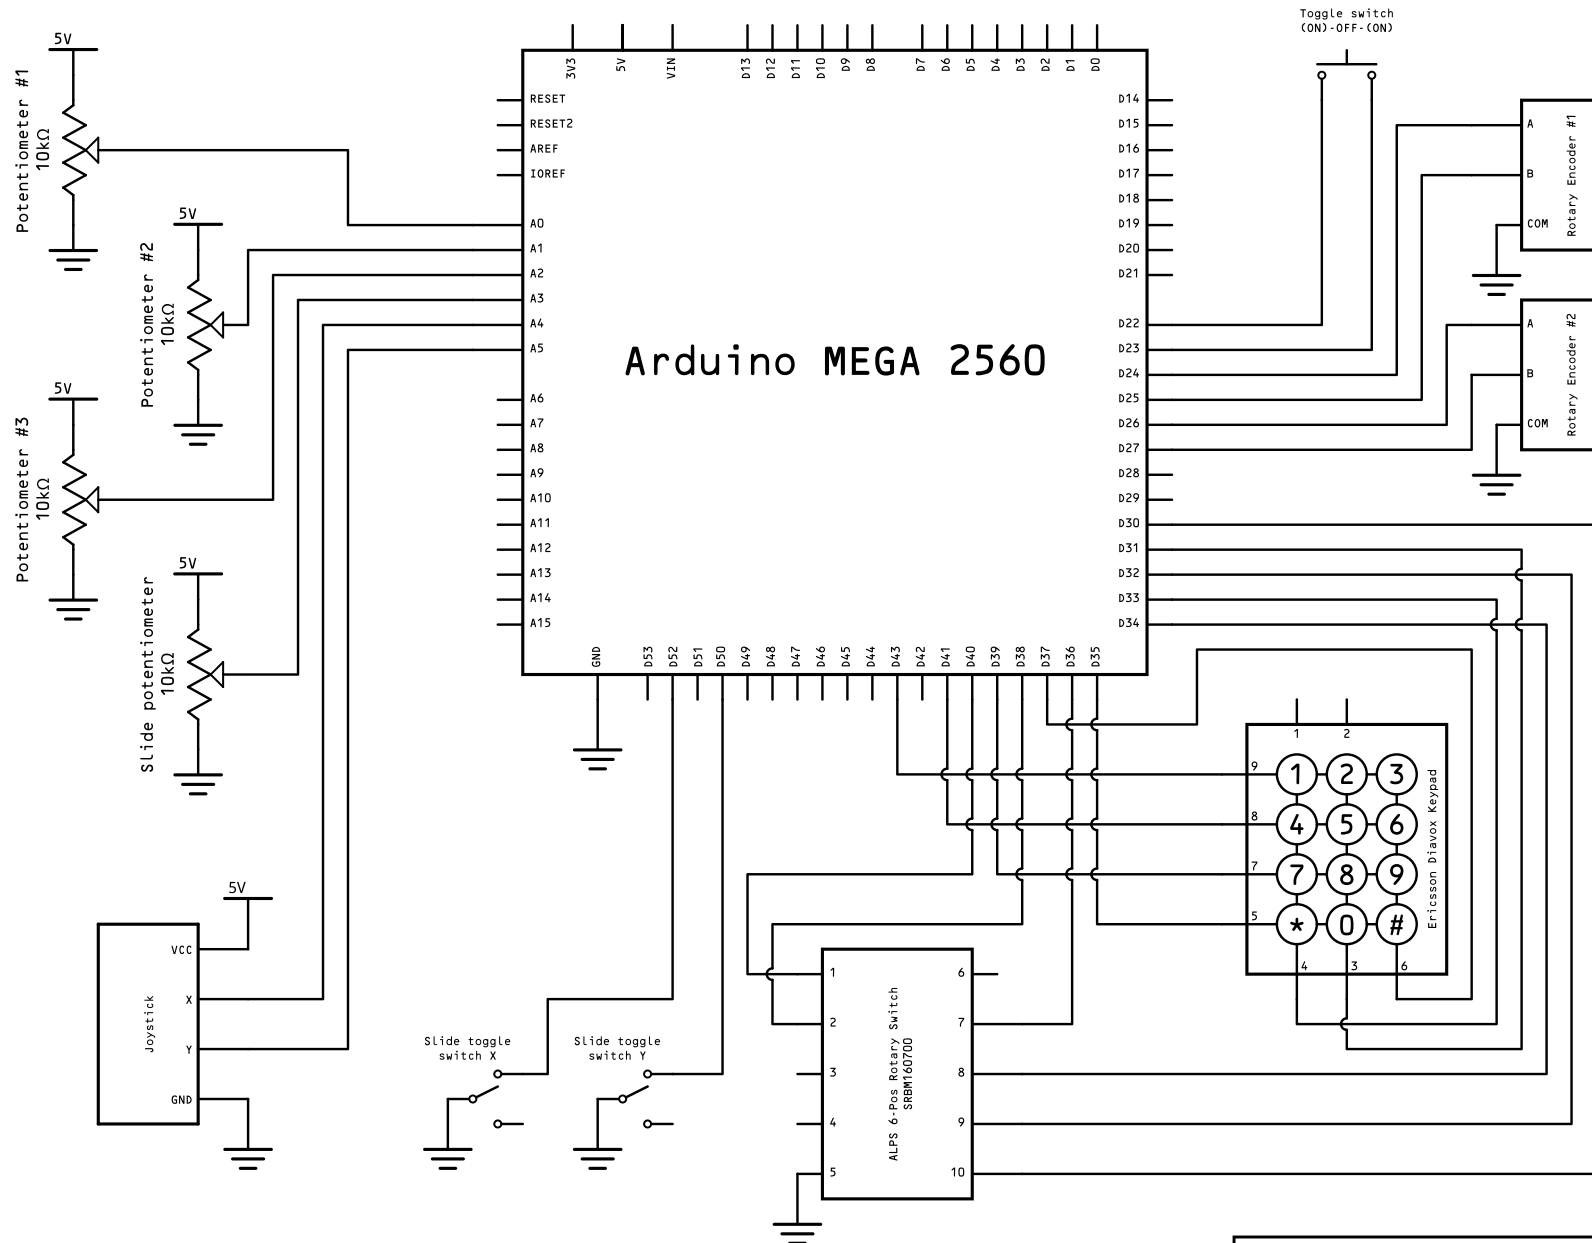 Toggle switch
(ON)-OFF-(ON)
5V
Potentiometer #1
10kΩ
5V
Potentiometer #2
10kΩ
5V
Potentiometer #3
10kΩ
5V
Slide potentiometer
10kΩ
5V
Joystick
VCC
X
Y
GND
Arduino MEGA 2560
3V3
5V
VIN
D13
D12
D11
D10
D9
D8
D7
D6
D5
D4
D3
D2
D1
D0
RESET
RESET2
AREF
IOREF
A0
A1
A2
A3
A4
A5
A6
A7
A8
A9
A10
A11
A12
A13
A14
A15
D14
D15
D16
D17
D18
D19
D20
D21
D22
D23
D24
D25
D26
D27
D28
D29
D30
D31
D32
D33
D34
GND
D53
D52
D51
D50
D49
D48
D47
D46
D45
D44
D43
D42
D41
D40
D39
D38
D37
D36
D35
A
B
COM
Rotary Encoder #1
A
B
COM
Rotary Encoder #2
1 2
9 1 2 3
8 4 5 6
7 7 8 9
5 * 0 #
4 3 6
Ericsson Diavox Keypad
Slide toggle
switch X
Slide toggle
switch Y
1 6
2 7
3 8
4 9
5 10
ALPS 6-Pos Rotary Switch
SRBM160700